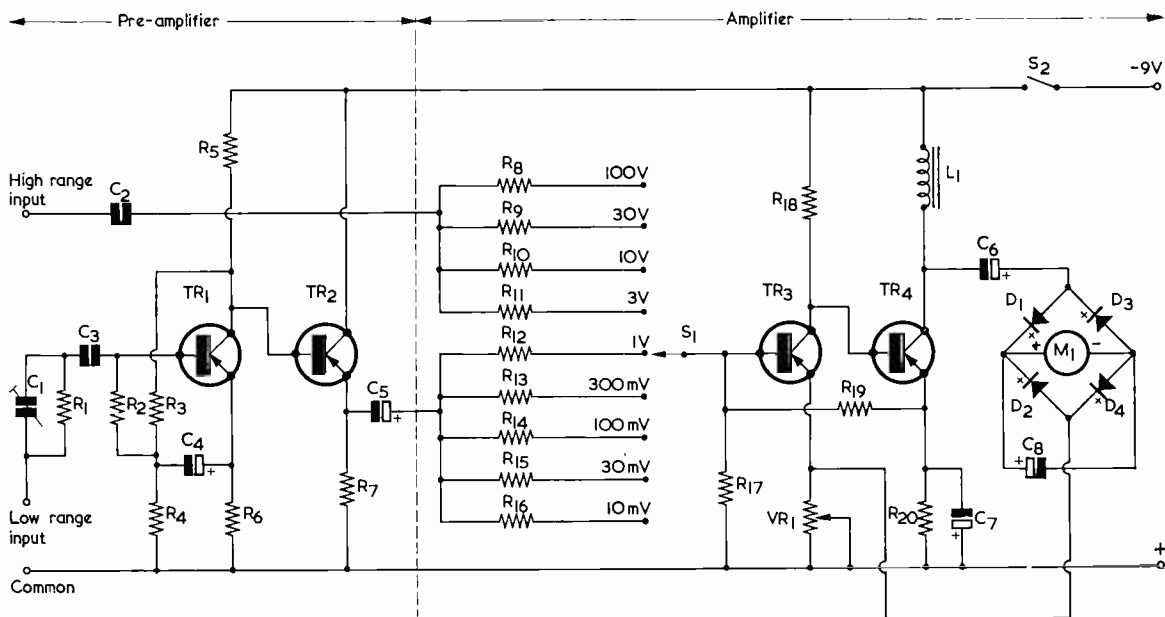 Pre-amplifier
Amplifier
S2
-9V
R5
High range
input
C2
R8
100V
R9
30V
R10
10V
R11
3V
R12
1V
R13
300mV
R14
100mV
R15
30mV
R16
10mV
R18
L1
C6
+
TR1
TR2
TR3
TR4
S1
D1
D3
+
M1
-
D2
D4
C3
C1
R1
R2
R3
C4
+
C5
+
R19
R17
C8
+
R4
R6
R7
VR1
R20
C7
+
Low range
input
Common
+